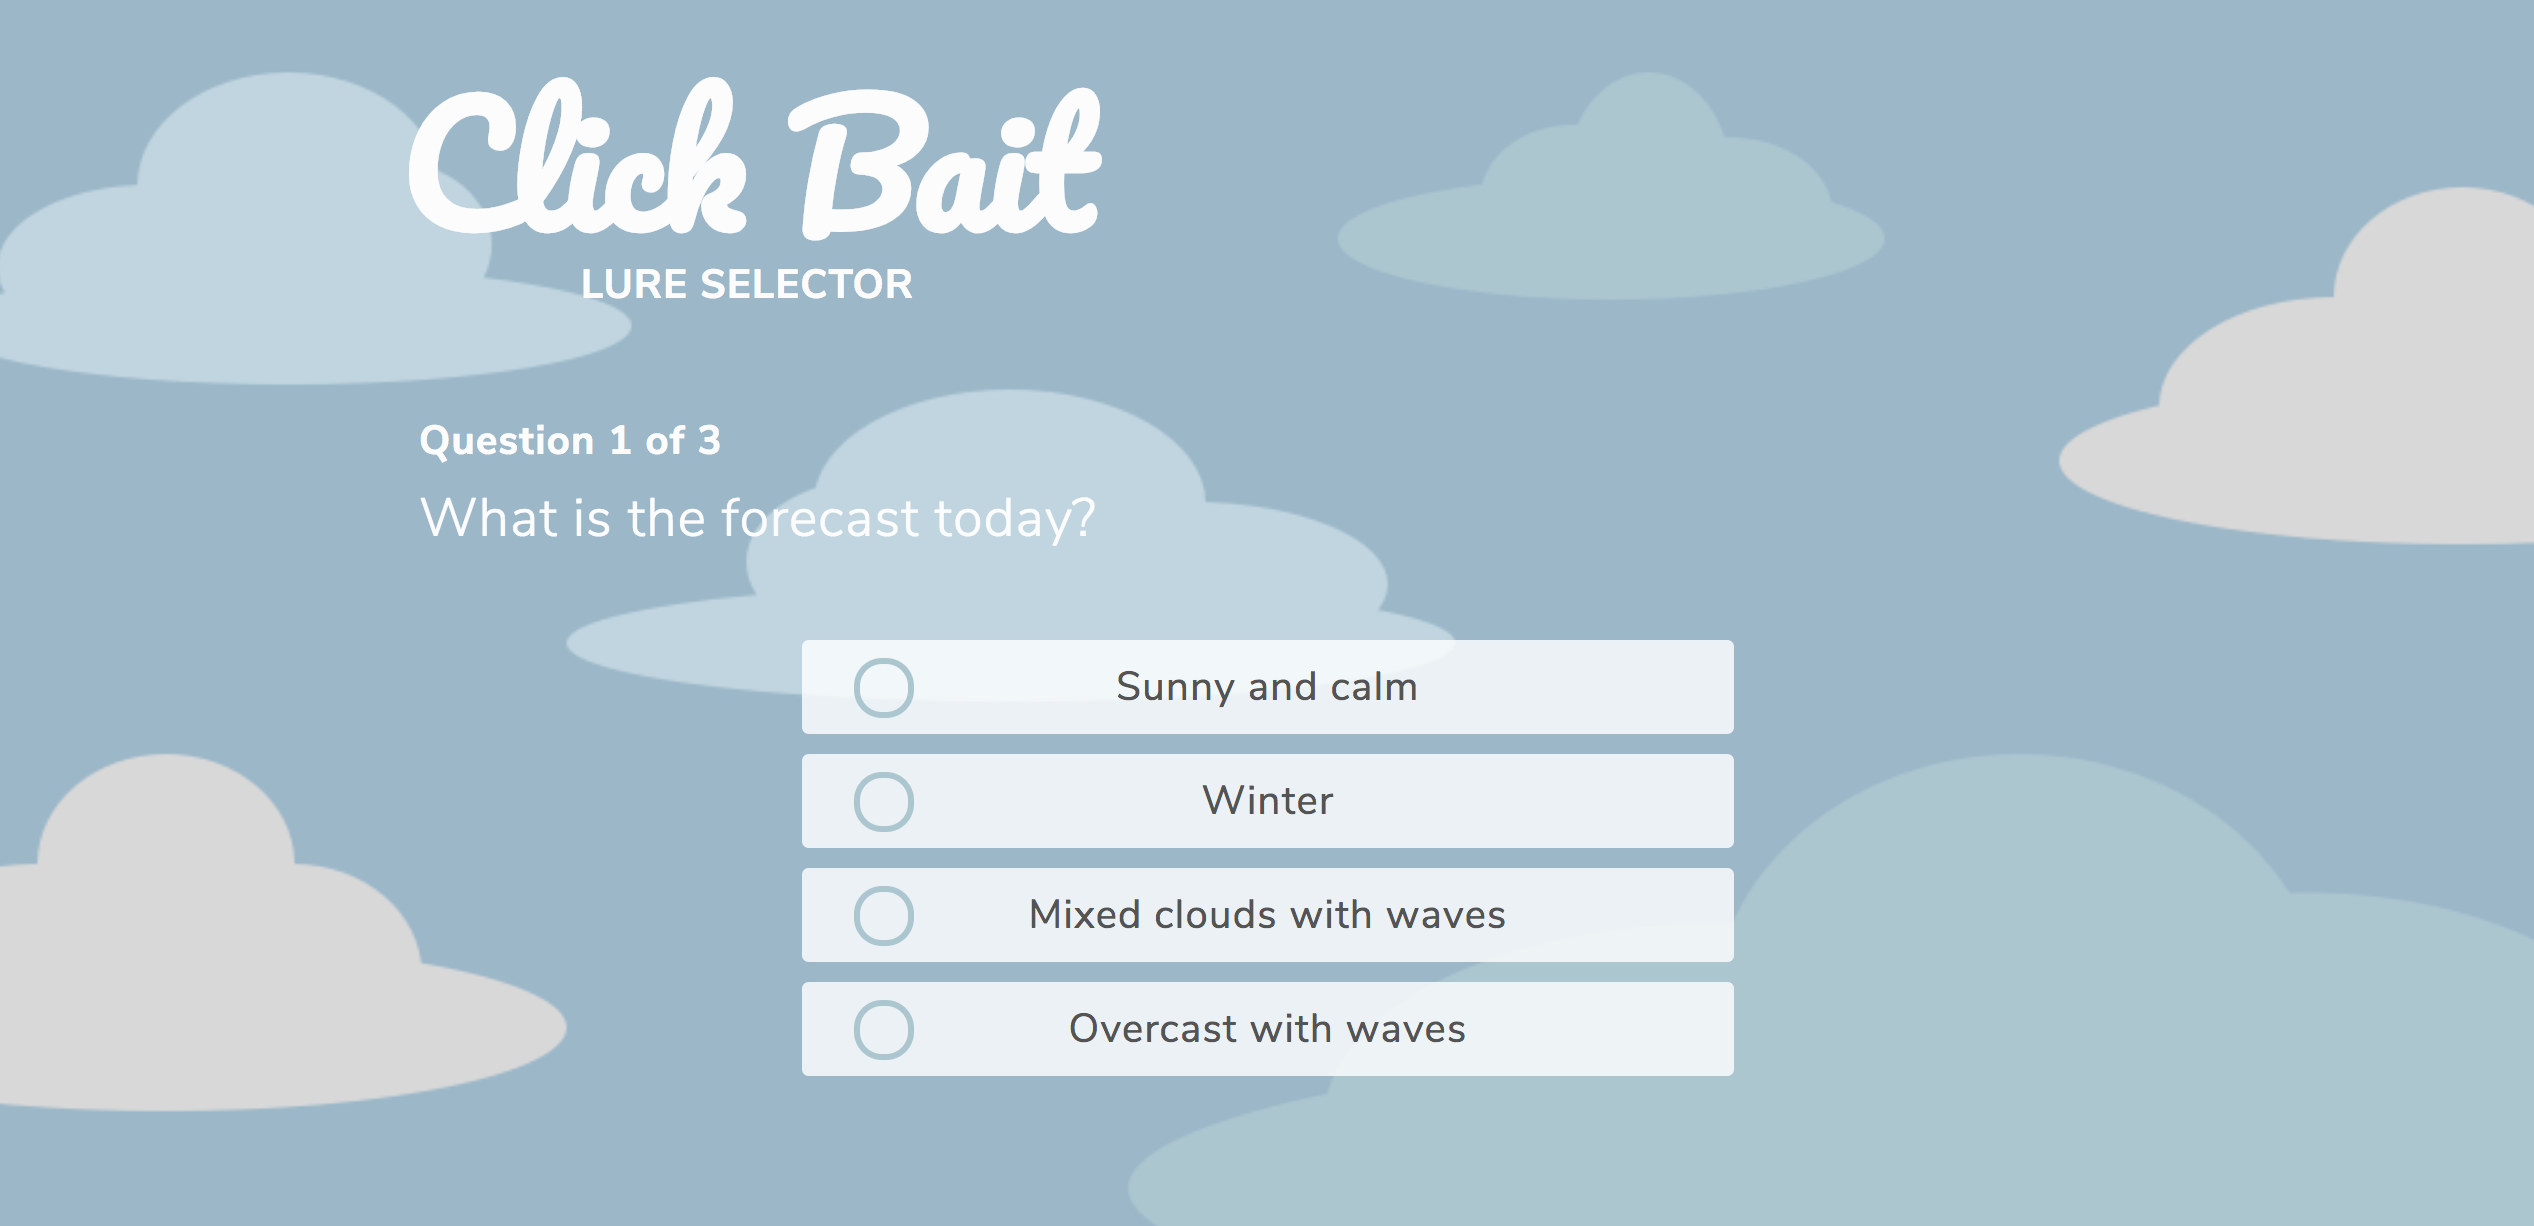 Click Bait
LURE SELECTOR
Question 1 of 3
What is the forecast today?
Sunny and calm
Winter
Mixed clouds with waves
Overcast with waves